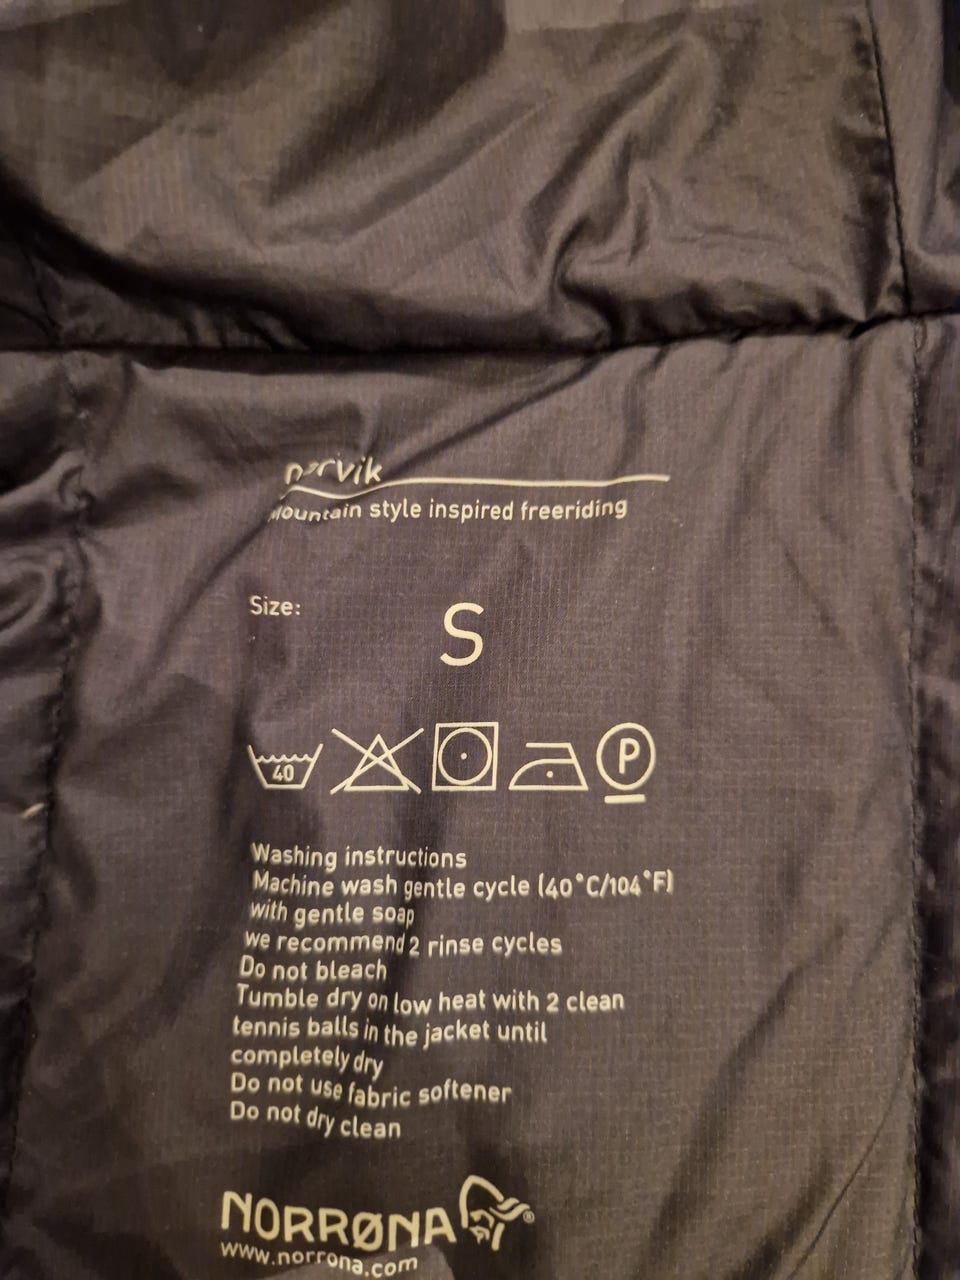 narvik
Mountain style inspired freeriding
Size:
S
40
P
Washing instructions
Machine wash gentle cycle (40°C/104°F)
with gentle soap
we recommend 2 rinse cycles
Do not bleach
Tumble dry on low heat with 2 clean
tennis balls in the jacket until
completely dry
Do not use fabric softener
Do not dry clean
NORRØNA®
www.norrona.com